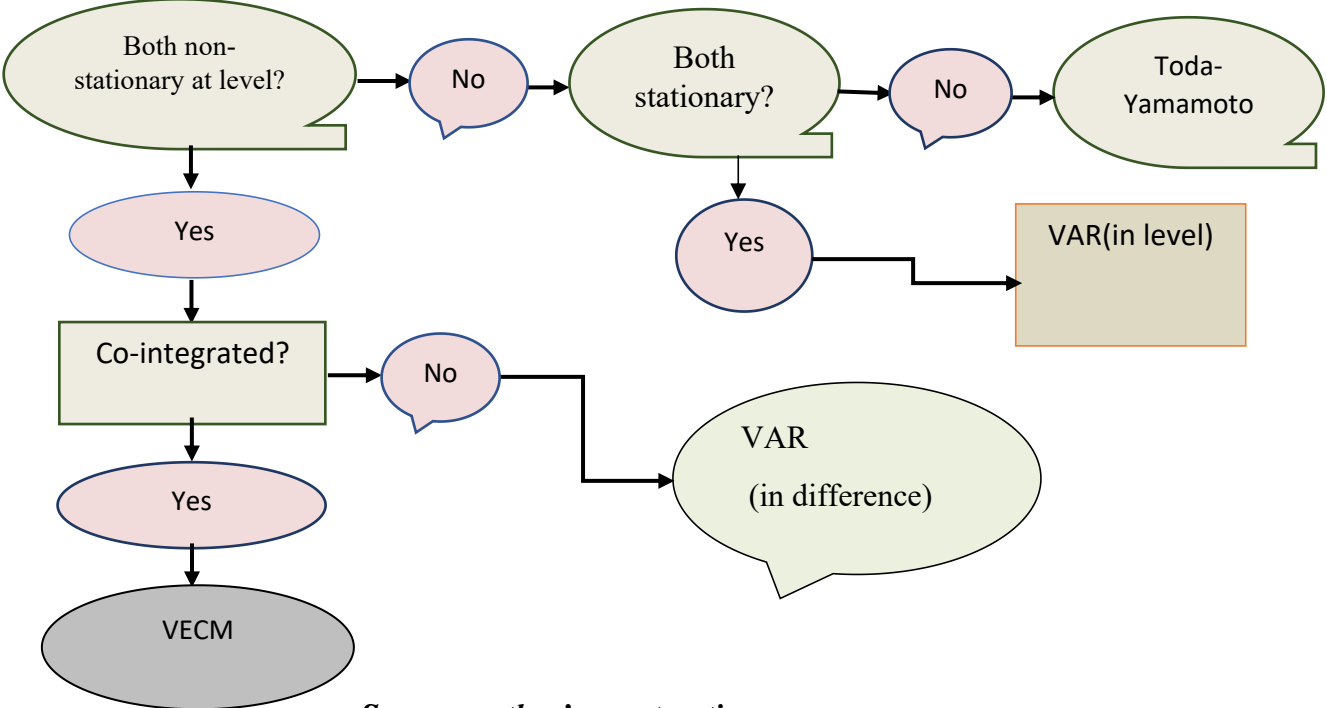 Both non-
stationary at level?
No
Both
stationary?
No
Toda-
Yamamoto
Yes
Yes
VAR(in level)
Co-integrated?
No
VAR
(in difference)
Yes
VECM